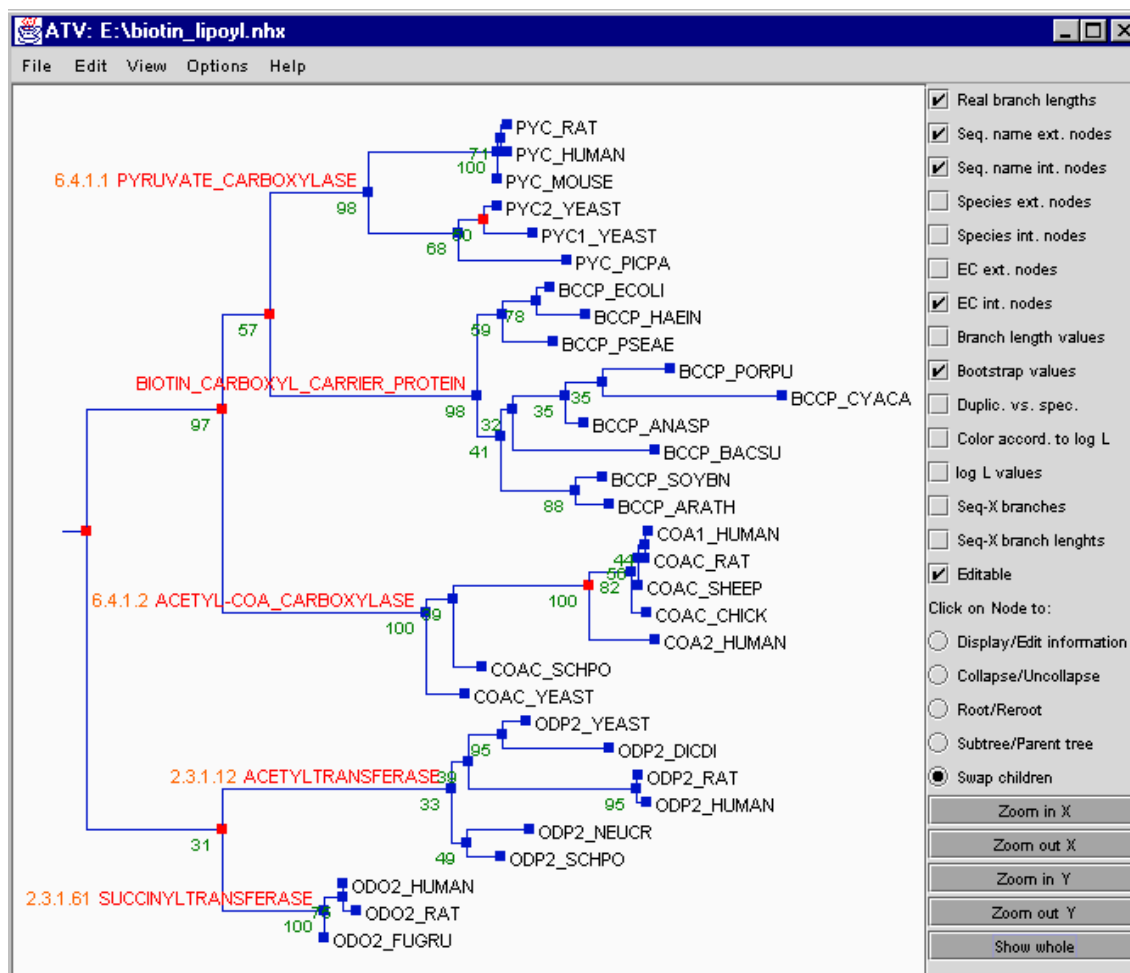 ATV: E:\biotin_lipoyl.nhx
File Edit View Options Help
PYC_RAT
71
PYC_HUMAN
100
6.4.1.1 PYRUVATE_CARBOXYLASE
PYC_MOUSE
98
PYC2_YEAST
PYC1_YEAST
68
PYC_PICPA
BCCP_ECOLI
78
BCCP_HAEIN
57
59
BCCP_PSEAE
BCCP_PORPU
BIOTIN_CARBOXYL_CARRIER_PROTEIN
35
BCCP_CYACA
98
35
97
32
BCCP_ANASP
41
BCCP_BACSU
BCCP_SOYBN
88
BCCP_ARATH
COA1_HUMAN
44
COAC_RAT
82
COAC_SHEEP
6.4.1.2 ACETYL-COA_CARBOXYLASE
100
COAC_CHICK
100
COA2_HUMAN
COAC_SCHPO
COAC_YEAST
ODP2_YEAST
95
ODP2_DICDI
2.3.1.12 ACETYLTRANSFERASE
39
ODP2_RAT
33
95
ODP2_HUMAN
31
ODP2_NEUCR
49
ODP2_SCHPO
ODO2_HUMAN
2.3.1.61 SUCCINYLTRANSFERASE
ODO2_RAT
100
ODO2_FUGRU
Real branch lengths
Seq. name ext. nodes
Seq. name int. nodes
Species ext. nodes
Species int. nodes
EC ext. nodes
EC int. nodes
Branch length values
Bootstrap values
Duplic. vs. spec.
Color accord. to log L
log L values
Seq-X branches
Seq-X branch lenghts
Editable
Click on Node to:
Display/Edit information
Collapse/Uncollapse
Root/Reroot
Subtree/Parent tree
Swap children
Zoom in X
Zoom out X
Zoom in Y
Zoom out Y
Show whole